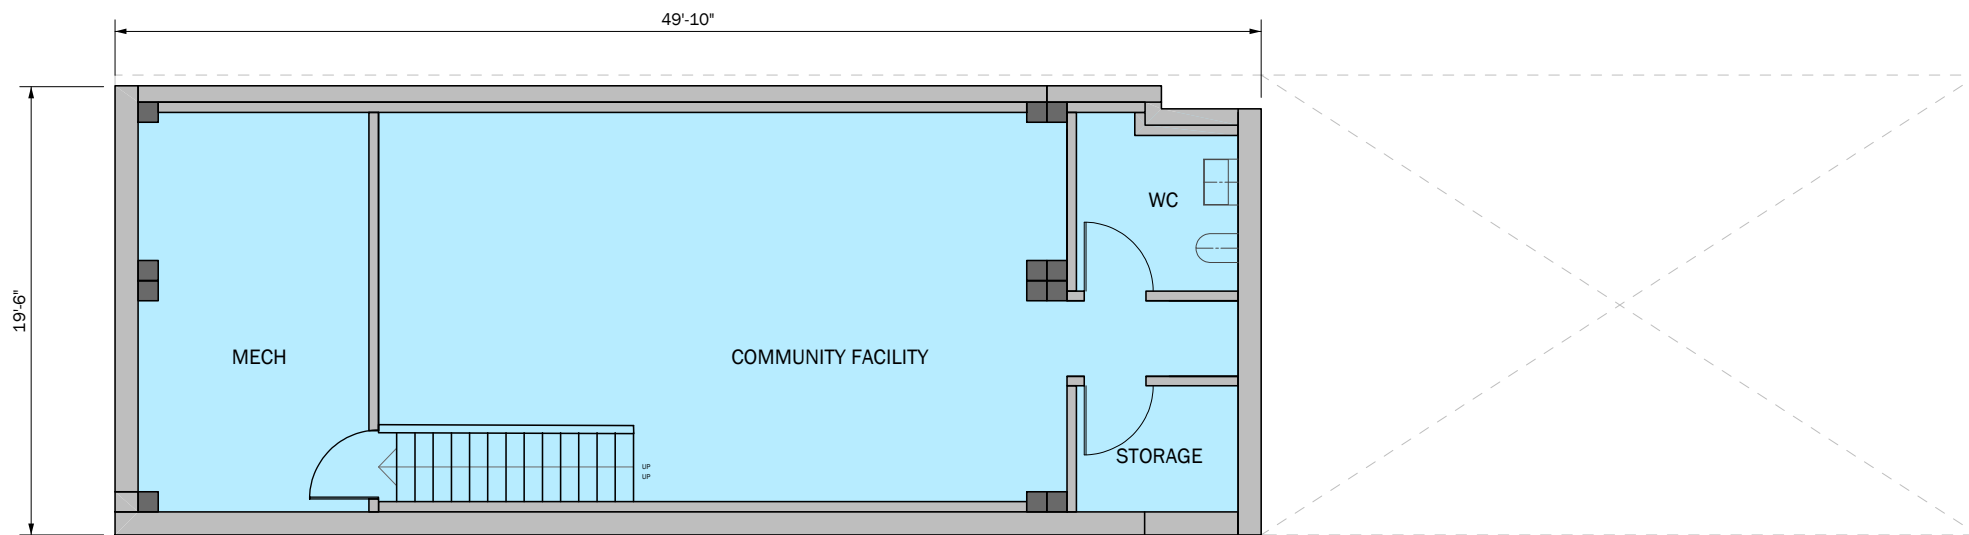 49'-10"
19'-6"
WC
MECH
COMMUNITY FACILITY
STORAGE
UP
UP